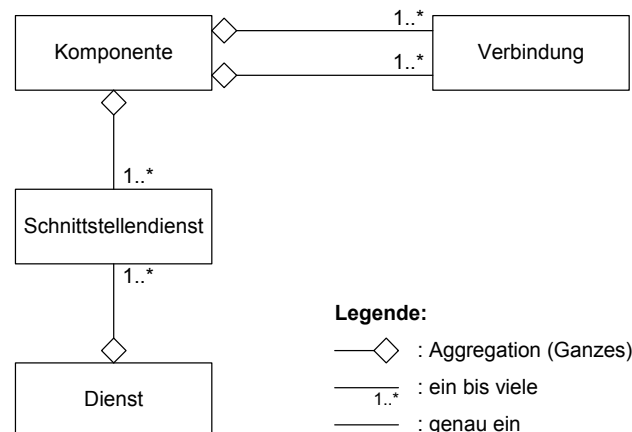 1..*
Komponente
Verbindung
1..*
1..*
Schnittstellendienst
1..*
Legende:
: Aggregation (Ganzes)
Dienst
: ein bis viele
1..*
: genau ein